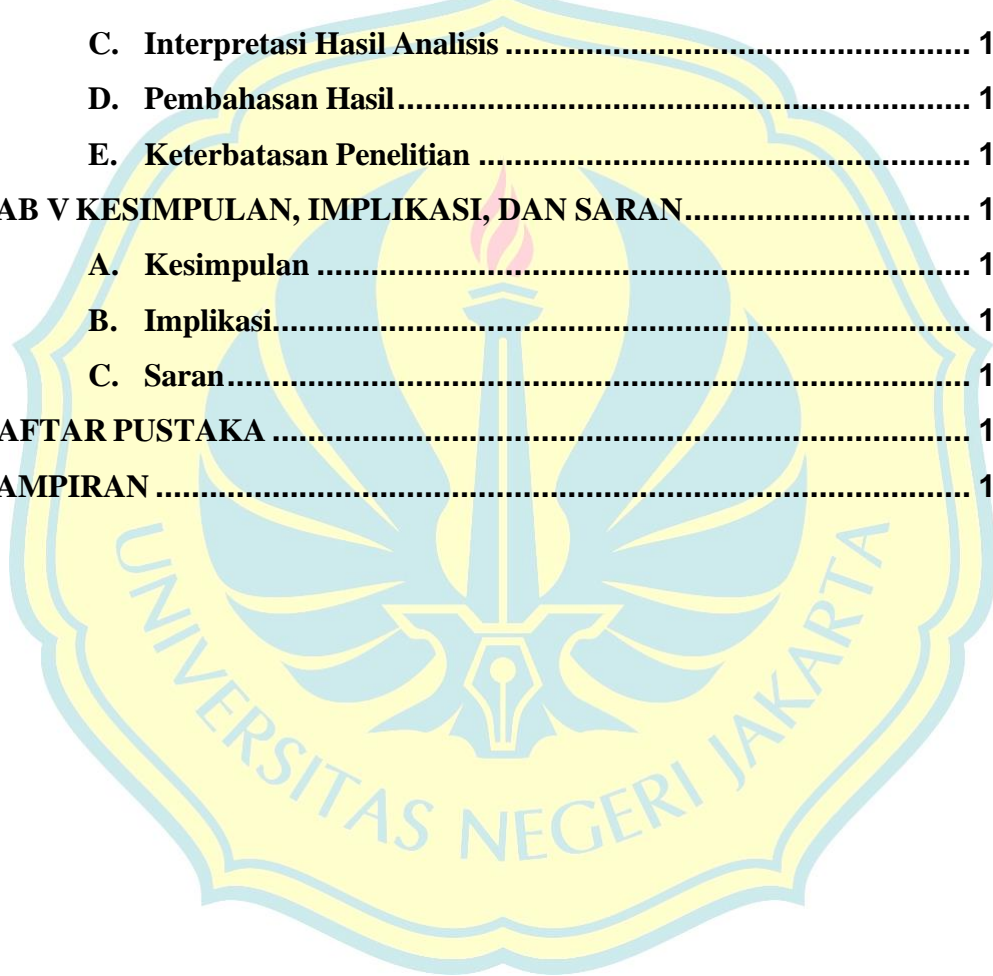 C. Interpretasi Hasil Analisis ........................................................ 1
D. Pembahasan Hasil ..................................................................... 1
E. Keterbatasan Penelitian ........................................................... 1
AB V KESIMPULAN, IMPLIKASI, DAN SARAN .................................. 1
A. Kesimpulan ............................................................................... 1
B. Implikasi .................................................................................... 1
C. Saran .......................................................................................... 1
AFTAR PUSTAKA .................................................................................... 1
AMPIRAN .................................................................................................. 1
UNIVERSITAS NEGERI JAKARTA